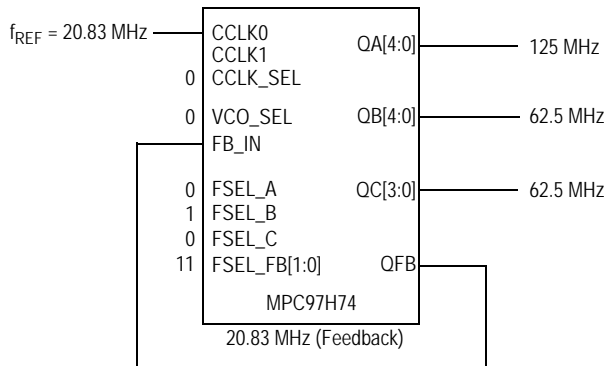 f_REF = 20.83 MHz
CCLK0
CCLK1
0 CCLK_SEL
0 VCO_SEL
FB_IN
0 FSEL_A
1 FSEL_B
0 FSEL_C
11 FSEL_FB[1:0]
QA[4:0] 125 MHz
QB[4:0] 62.5 MHz
QC[3:0] 62.5 MHz
QFB
MPC97H74
20.83 MHz (Feedback)